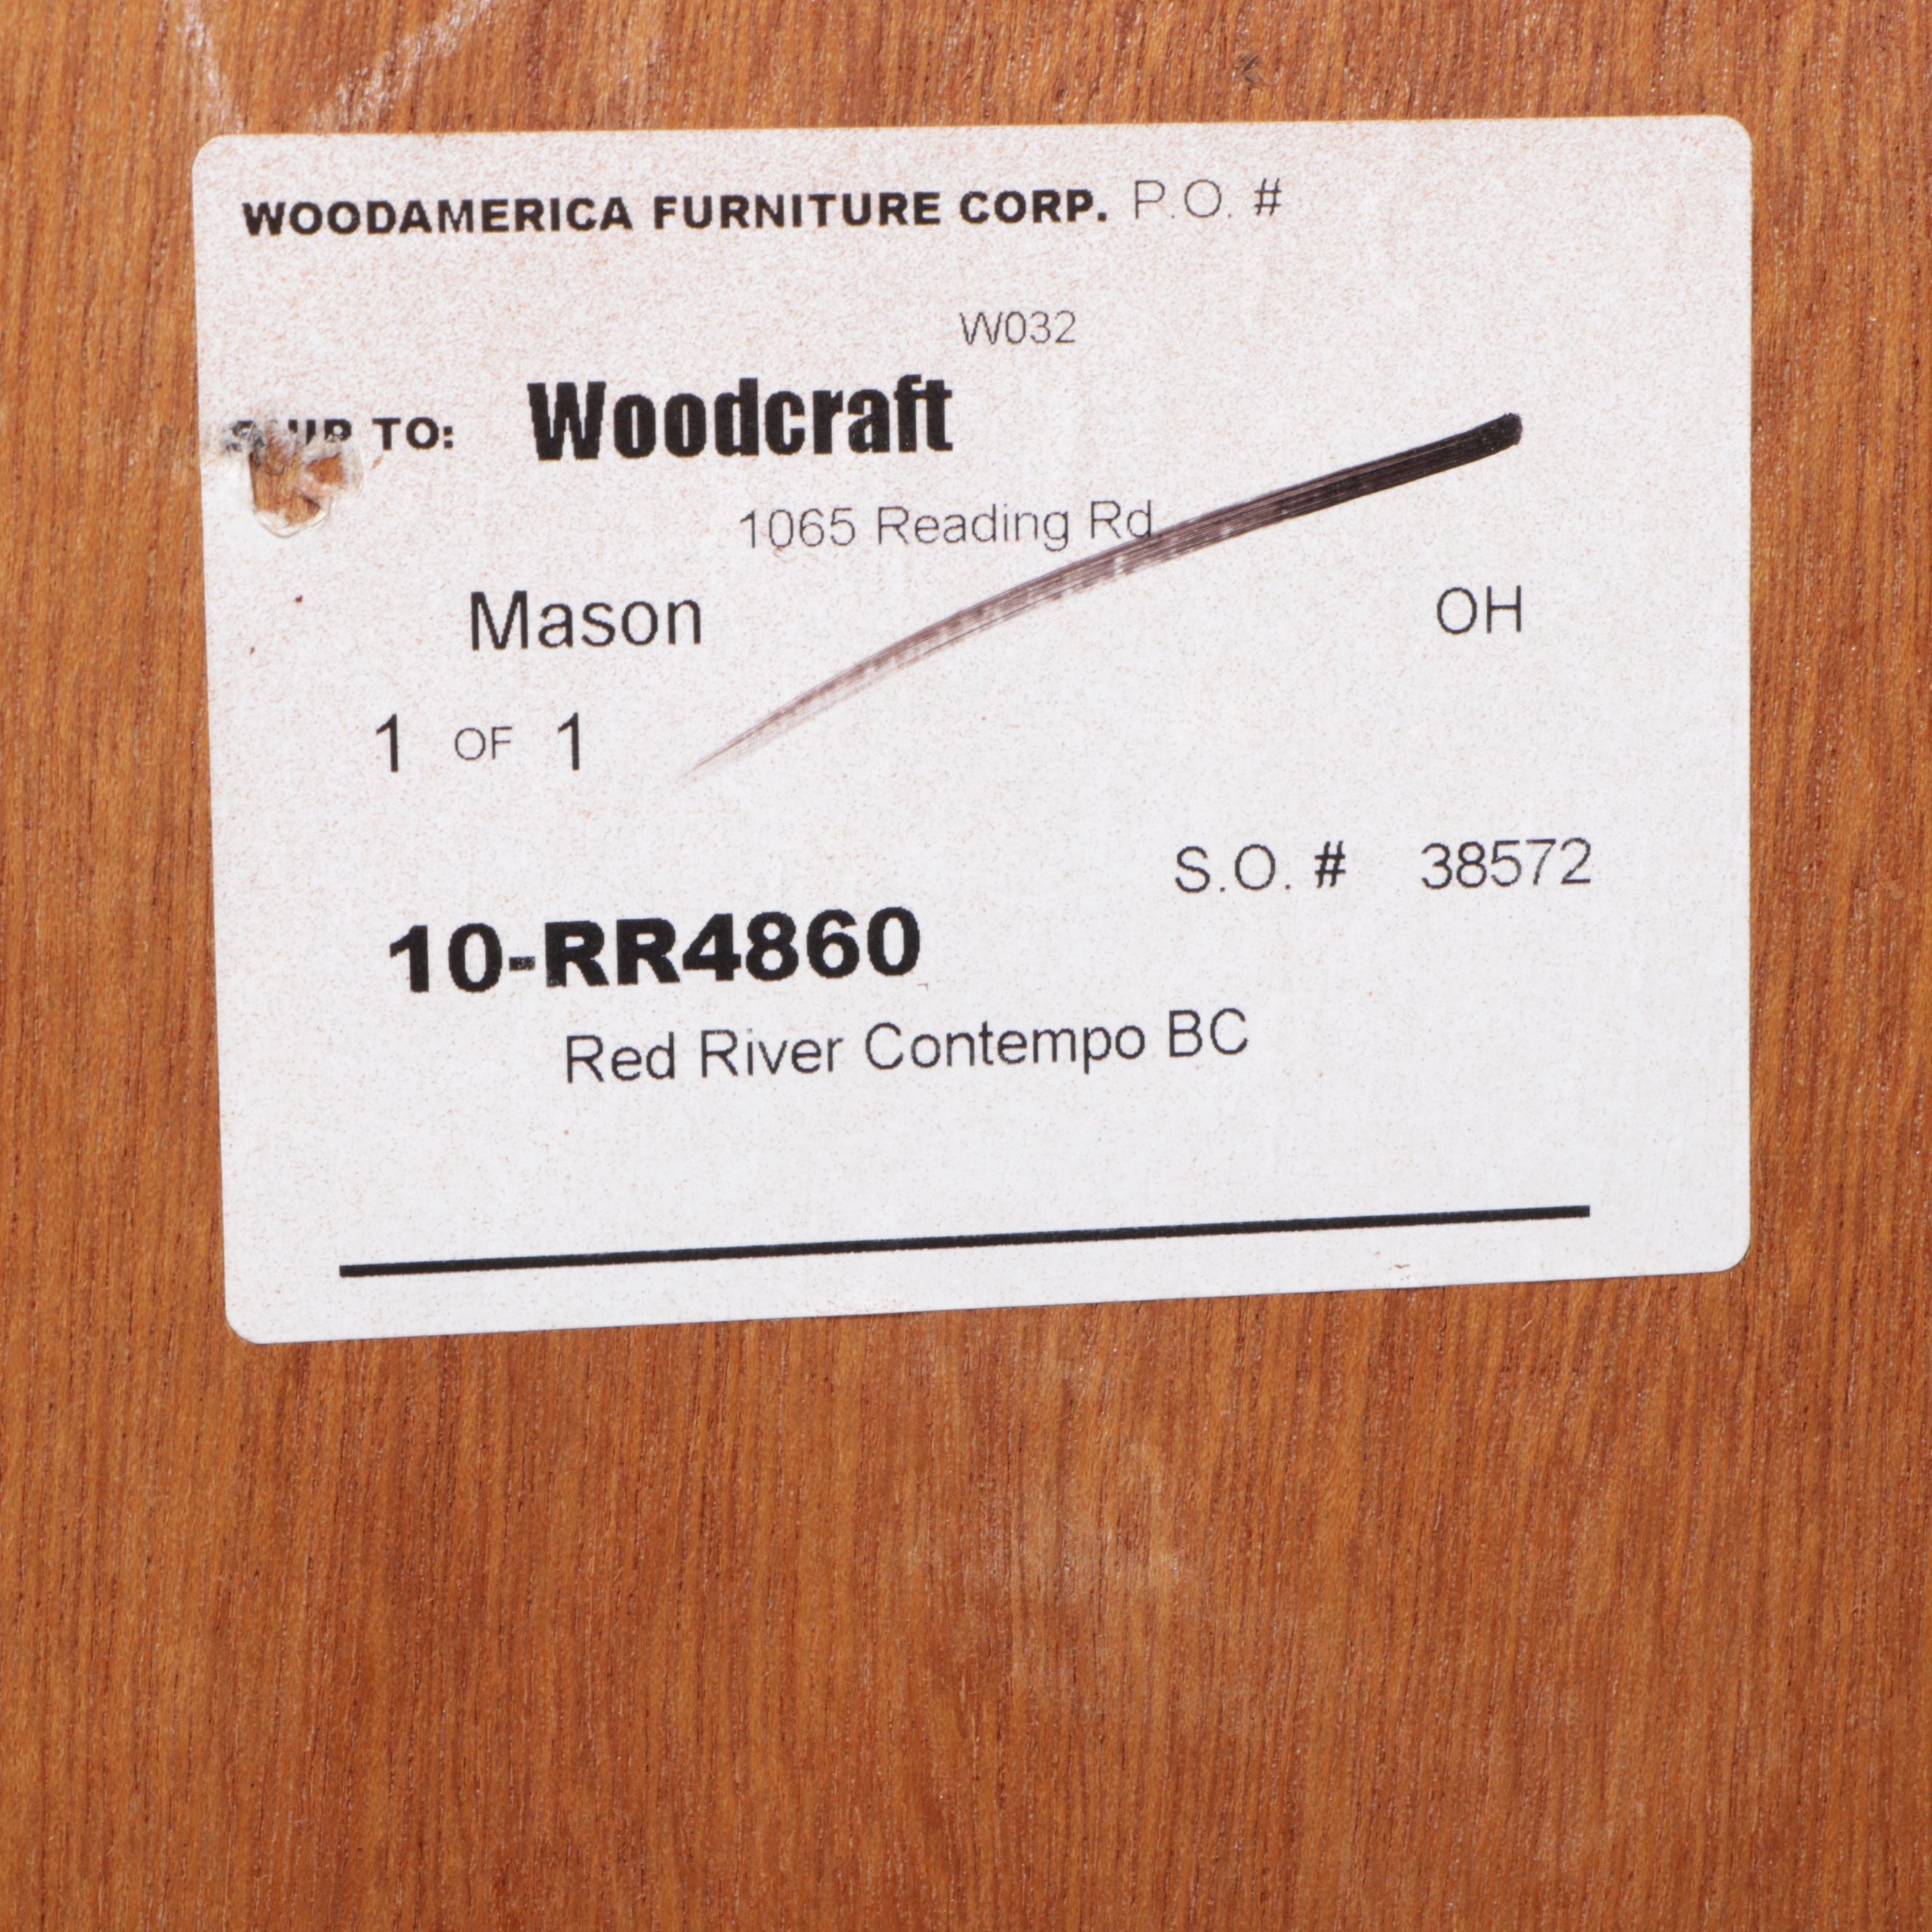 WOODAMERICA FURNITURE CORP. P.O. #
W032
SHIP TO: Woodcraft
1065 Reading Rd.
Mason OH
1 OF 1
S.O. # 38572
10-RR4860
Red River Contempo BC